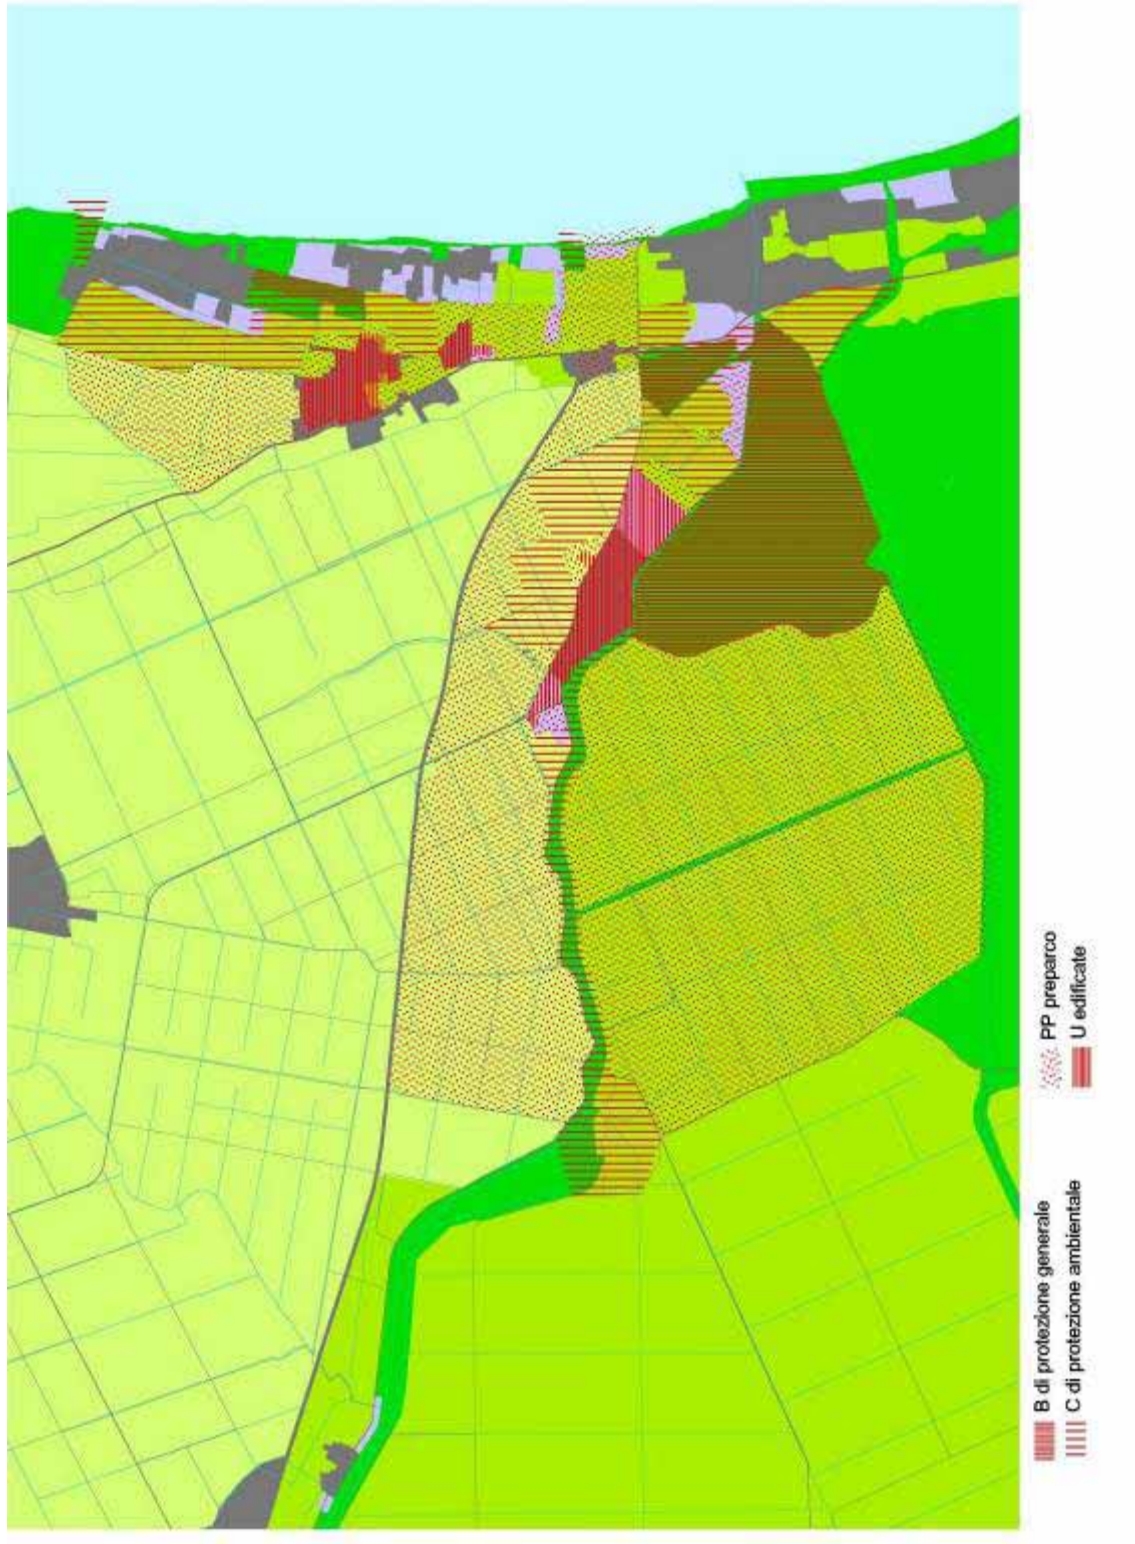 B di protezione generale
C di protezione ambientale
PP preparco
U edificate